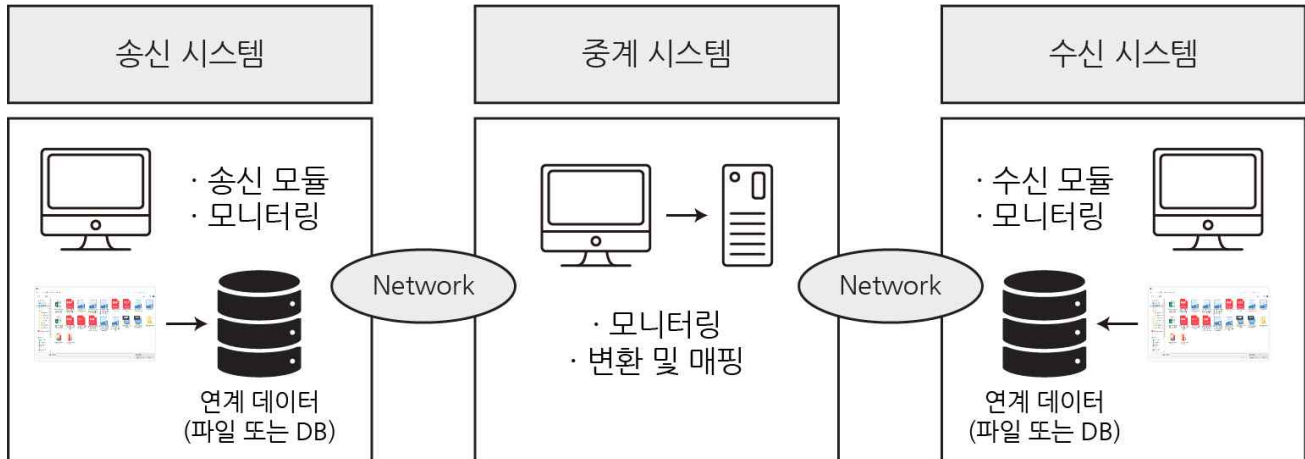 송신 시스템
중계 시스템
수신 시스템
· 송신 모듈
· 모니터링
연계 데이터
(파일 또는 DB)
Network
· 모니터링
· 변환 및 매핑
Network
· 수신 모듈
· 모니터링
연계 데이터
(파일 또는 DB)